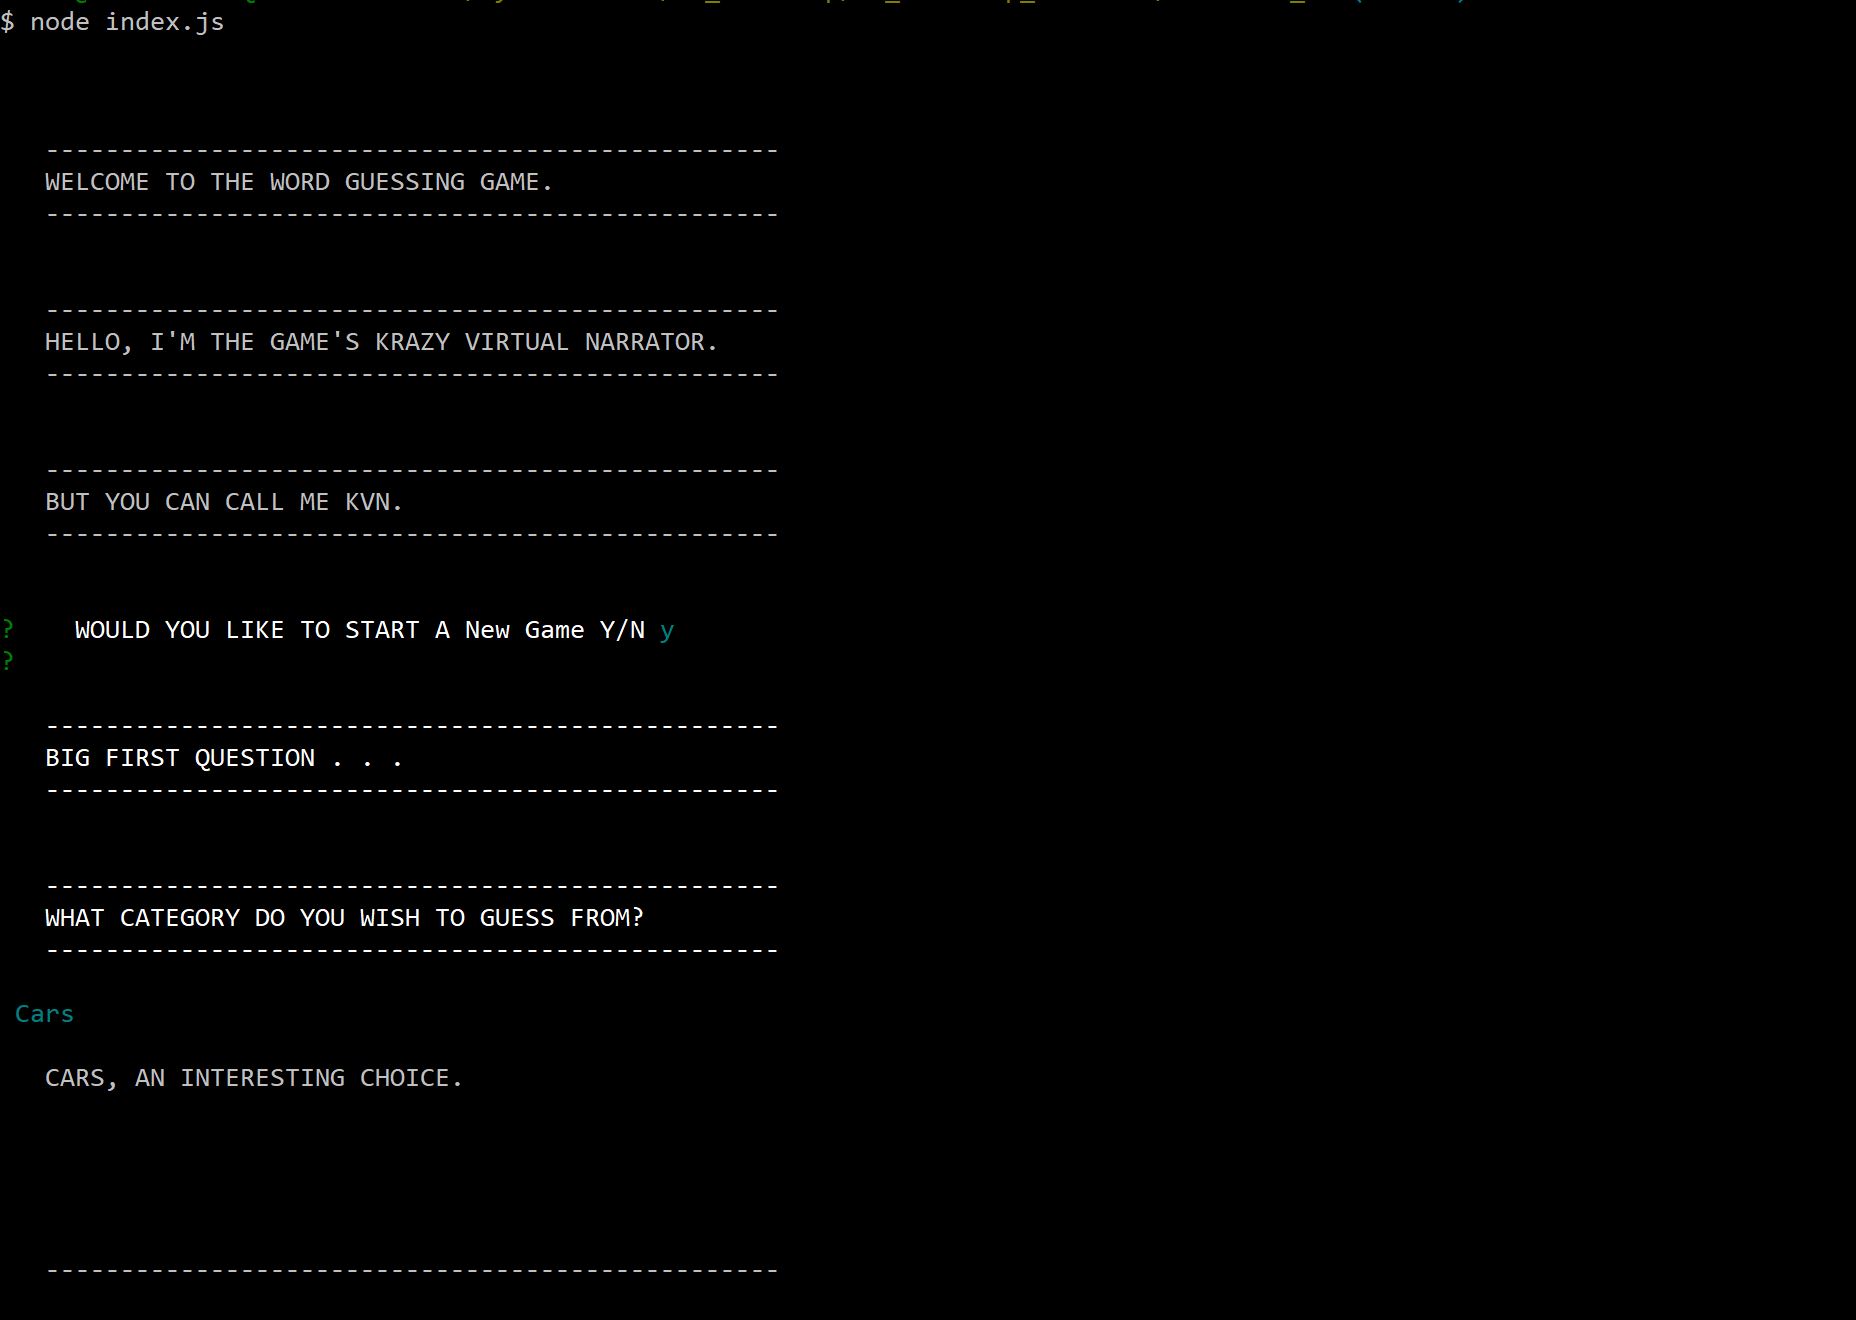 $ node index.js
-------------------------------------------------
WELCOME TO THE WORD GUESSING GAME.
-------------------------------------------------
-------------------------------------------------
HELLO, I'M THE GAME'S KRAZY VIRTUAL NARRATOR.
-------------------------------------------------
-------------------------------------------------
BUT YOU CAN CALL ME KVN.
-------------------------------------------------
? WOULD YOU LIKE TO START A New Game Y/N y
?
-------------------------------------------------
BIG FIRST QUESTION . . .
-------------------------------------------------
-------------------------------------------------
WHAT CATEGORY DO YOU WISH TO GUESS FROM?
-------------------------------------------------
Cars
CARS, AN INTERESTING CHOICE.
-------------------------------------------------